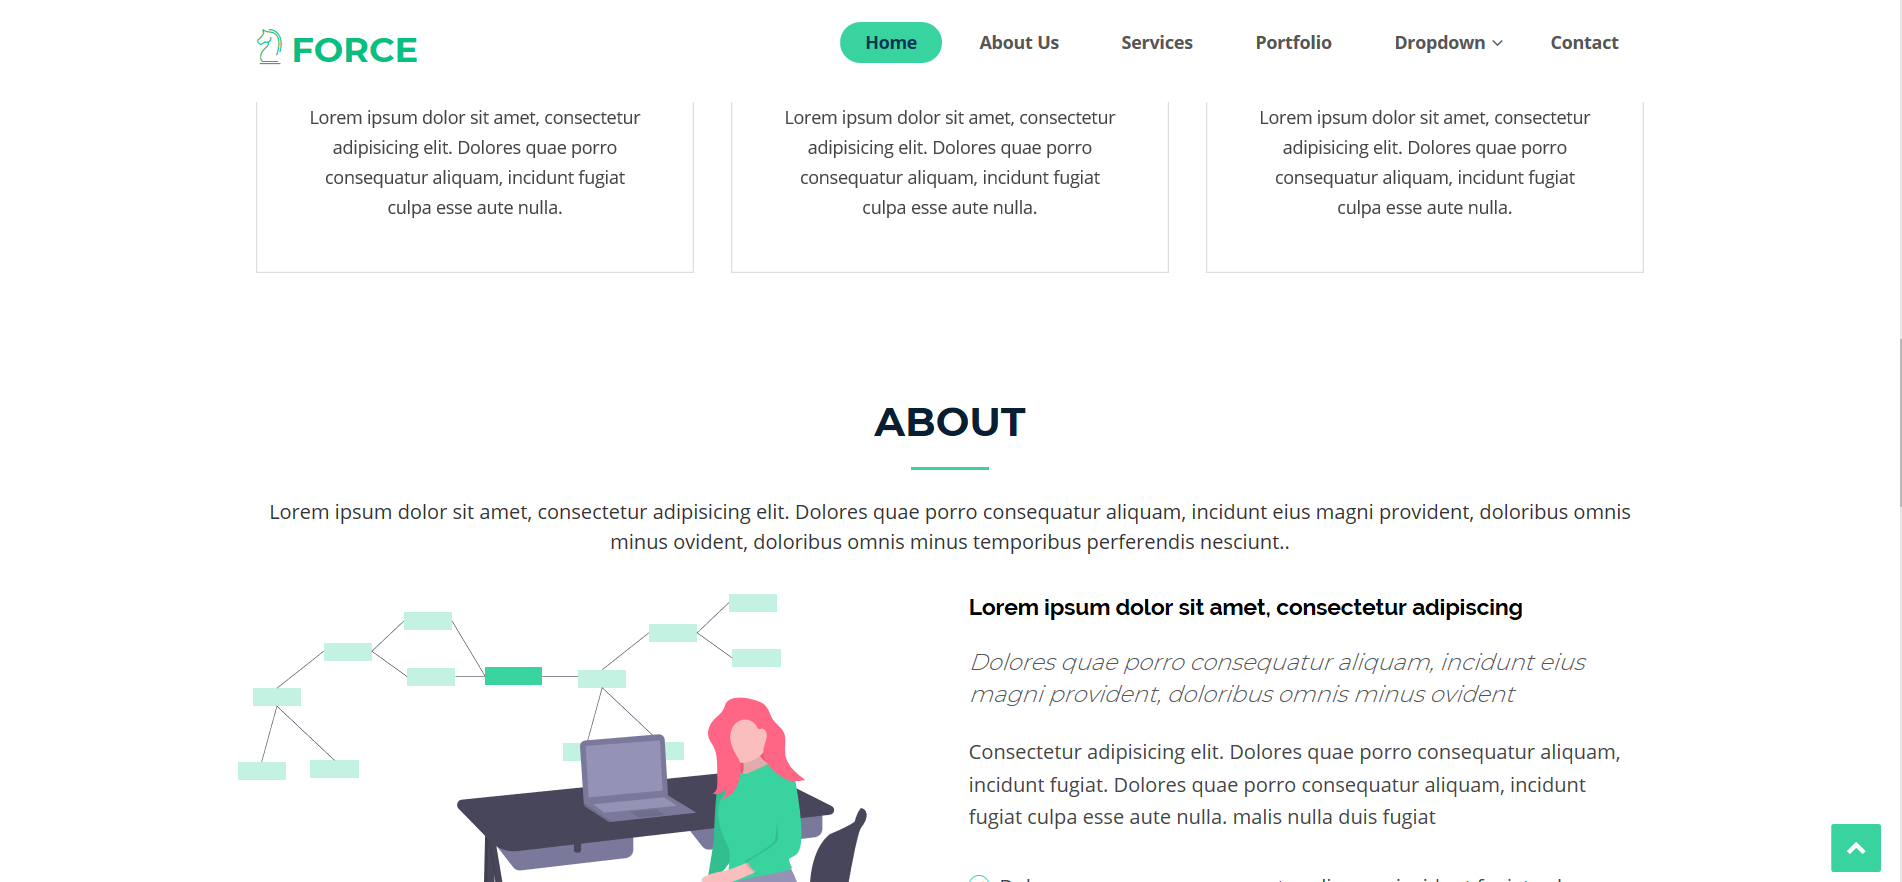 FORCE
Home About Us Services Portfolio Dropdown Contact
Lorem ipsum dolor sit amet, consectetur
adipisicing elit. Dolores quae porro
consequatur aliquam, incidunt fugiat
culpa esse aute nulla.
Lorem ipsum dolor sit amet, consectetur
adipisicing elit. Dolores quae porro
consequatur aliquam, incidunt fugiat
culpa esse aute nulla.
Lorem ipsum dolor sit amet, consectetur
adipisicing elit. Dolores quae porro
consequatur aliquam, incidunt fugiat
culpa esse aute nulla.
ABOUT
Lorem ipsum dolor sit amet, consectetur adipisicing elit. Dolores quae porro consequatur aliquam, incidunt eius magni provident, doloribus omnis
minus ovident, doloribus omnis minus temporibus perferendis nesciunt..
Lorem ipsum dolor sit amet, consectetur adipiscing
Dolores quae porro consequatur aliquam, incidunt eius
magni provident, doloribus omnis minus ovident
Consectetur adipisicing elit. Dolores quae porro consequatur aliquam,
incidunt fugiat. Dolores quae porro consequatur aliquam, incidunt
fugiat culpa esse aute nulla. malis nulla duis fugiat